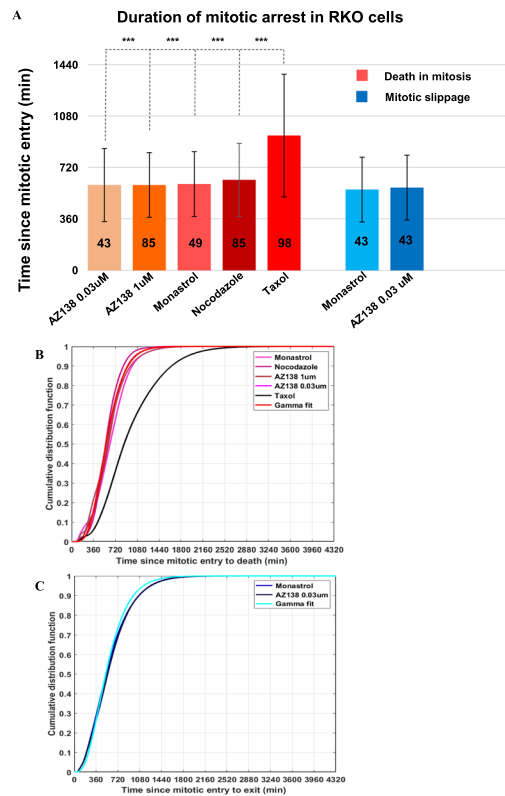 A
Duration of mitotic arrest in RKO cells
Time since mitotic entry (min)
1440
1080
720
360
0
*** *** *** ***
Death in mitosis
Mitotic slippage
43 85 49 85 98 43 43
AZ138 0.03uM
AZ138 1uM
Monastrol
Nocodazole
Taxol
Monastrol
AZ138 0.03 uM
B
Cumulative distribution function
1
0.9
0.8
0.7
0.6
0.5
0.4
0.3
0.2
0.1
0
Monastrol
Nocodazole
AZ138 1um
AZ138 0.03um
Taxol
Gamma fit
0 360 720 1080 1440 1800 2160 2520 2880 3240 3600 3960 4320
Time since mitotic entry to death (min)
C
Cumulative distribution function
1
0.9
0.8
0.7
0.6
0.5
0.4
0.3
0.2
0.1
0
Monastrol
AZ138 0.03um
Gamma fit
0 360 720 1080 1440 1800 2160 2520 2880 3240 3600 3960 4320
Time since mitotic entry to exit (min)